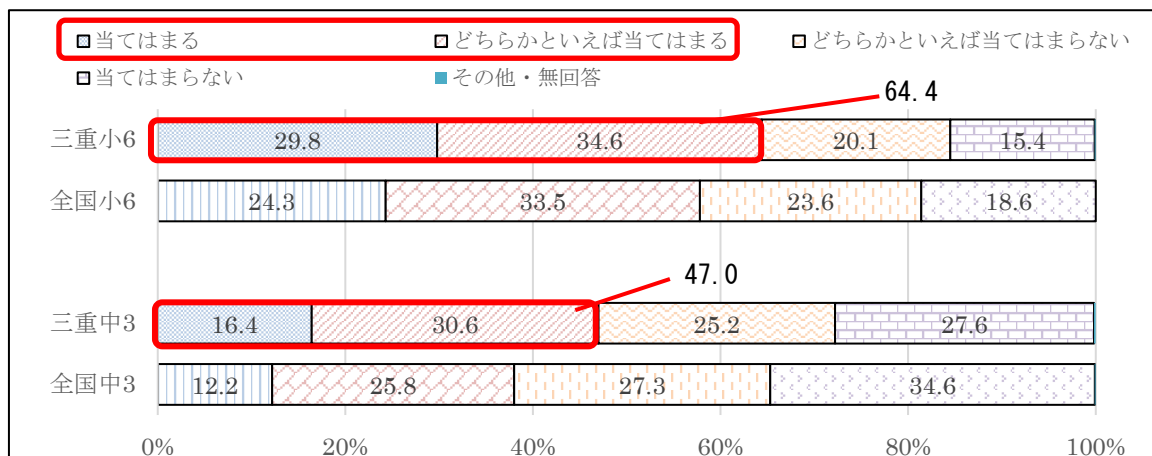 当てはまる どちらかといえば当てはまる どちらかといえば当てはまらない
当てはまらない その他・無回答
64.4
三重小6 29.8 34.6 20.1 15.4
全国小6 24.3 33.5 23.6 18.6
47.0
三重中3 16.4 30.6 25.2 27.6
全国中3 12.2 25.8 27.3 34.6
0% 20% 40% 60% 80% 100%